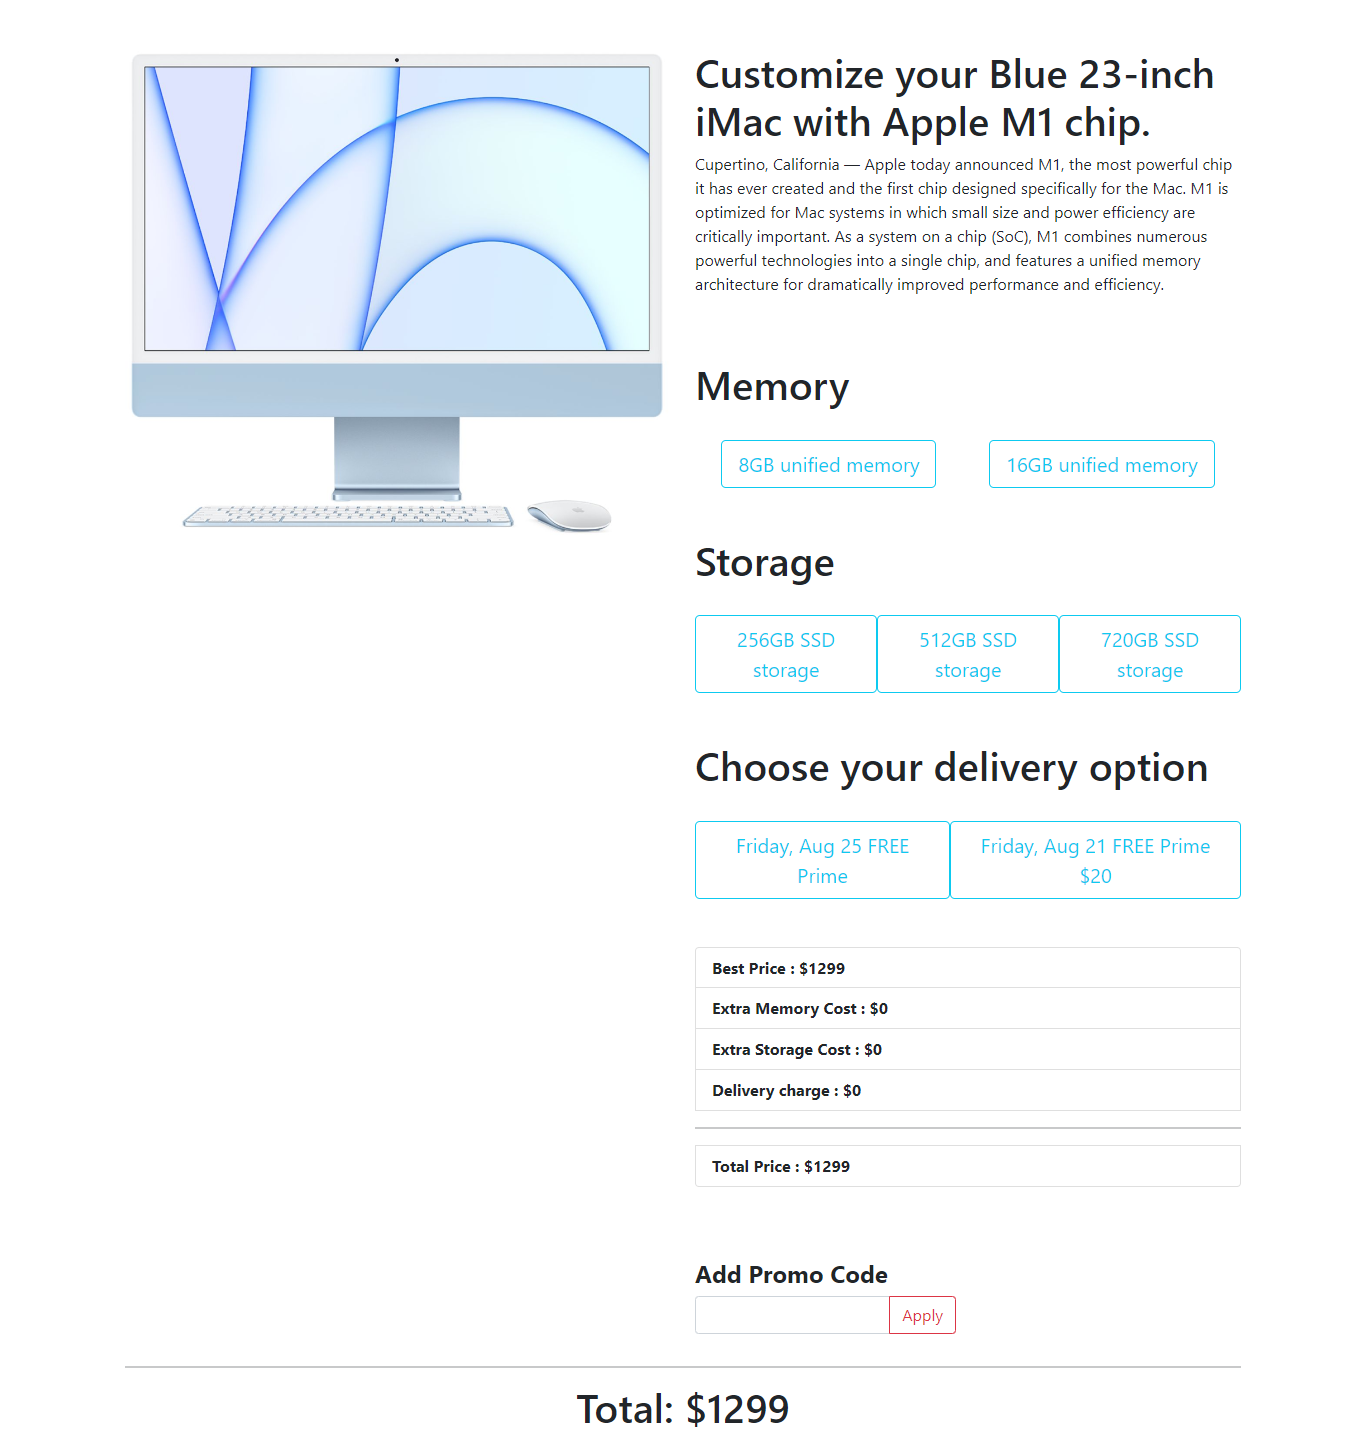 Customize your Blue 23-inch
iMac with Apple M1 chip.
Cupertino, California — Apple today announced M1, the most powerful chip
it has ever created and the first chip designed specifically for the Mac. M1 is
optimized for Mac systems in which small size and power efficiency are
critically important. As a system on a chip (SoC), M1 combines numerous
powerful technologies into a single chip, and features a unified memory
architecture for dramatically improved performance and efficiency.
Memory
8GB unified memory
16GB unified memory
Storage
256GB SSD
storage
512GB SSD
storage
720GB SSD
storage
Choose your delivery option
Friday, Aug 25 FREE
Prime
Friday, Aug 21 FREE Prime
$20
Best Price : $1299
Extra Memory Cost : $0
Extra Storage Cost : $0
Delivery charge : $0
Total Price : $1299
Add Promo Code
Apply
Total: $1299